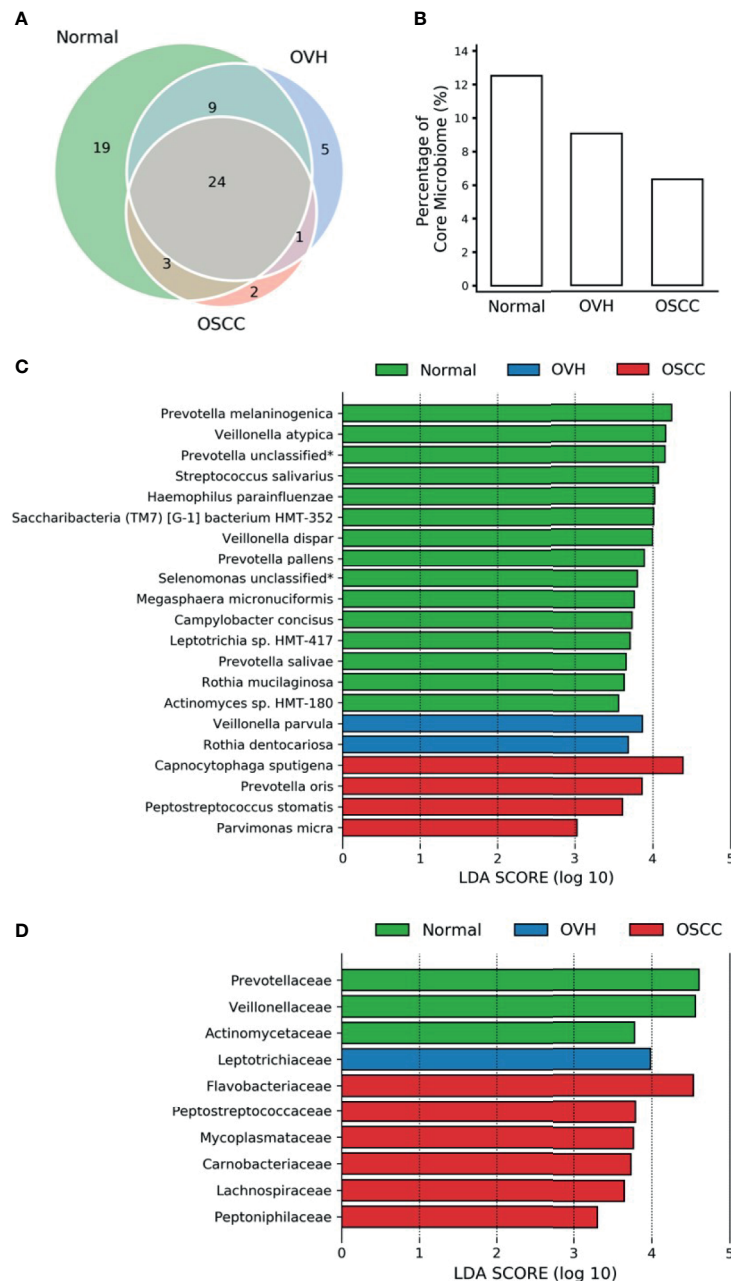 A
Normal
OVH
9
19
5
24
1
3
2
OSCC
B
Percentage of
Core Microbiome (%)
14
12
10
8
6
4
2
0
Normal OVH OSCC
C
Normal OVH OSCC
Prevotella melaninogenica
Veillonella atypica
Prevotella unclassified*
Streptococcus salivarius
Haemophilus parainfluenzae
Saccharibacteria (TM7) [G-1] bacterium HMT-352
Veillonella dispar
Prevotella pallens
Selenomonas unclassified*
Megasphaera micronuciformis
Campylobacter concisus
Leptotrichia sp. HMT-417
Prevotella salivae
Rothia mucilaginosa
Actinomyces sp. HMT-180
Veillonella parvula
Rothia dentocariosa
Capnocytophaga sputigena
Prevotella oris
Peptostreptococcus stomatis
Parvimonas micra
0 1 2 3 4 5
LDA SCORE (log 10)
D
Normal OVH OSCC
Prevotellaceae
Veillonellaceae
Actinomycetaceae
Leptotrichiaceae
Flavobacteriaceae
Peptostreptococcaceae
Mycoplasmataceae
Carnobacteriaceae
Lachnospiraceae
Peptoniphilaceae
0 1 2 3 4 5
LDA SCORE (log 10)